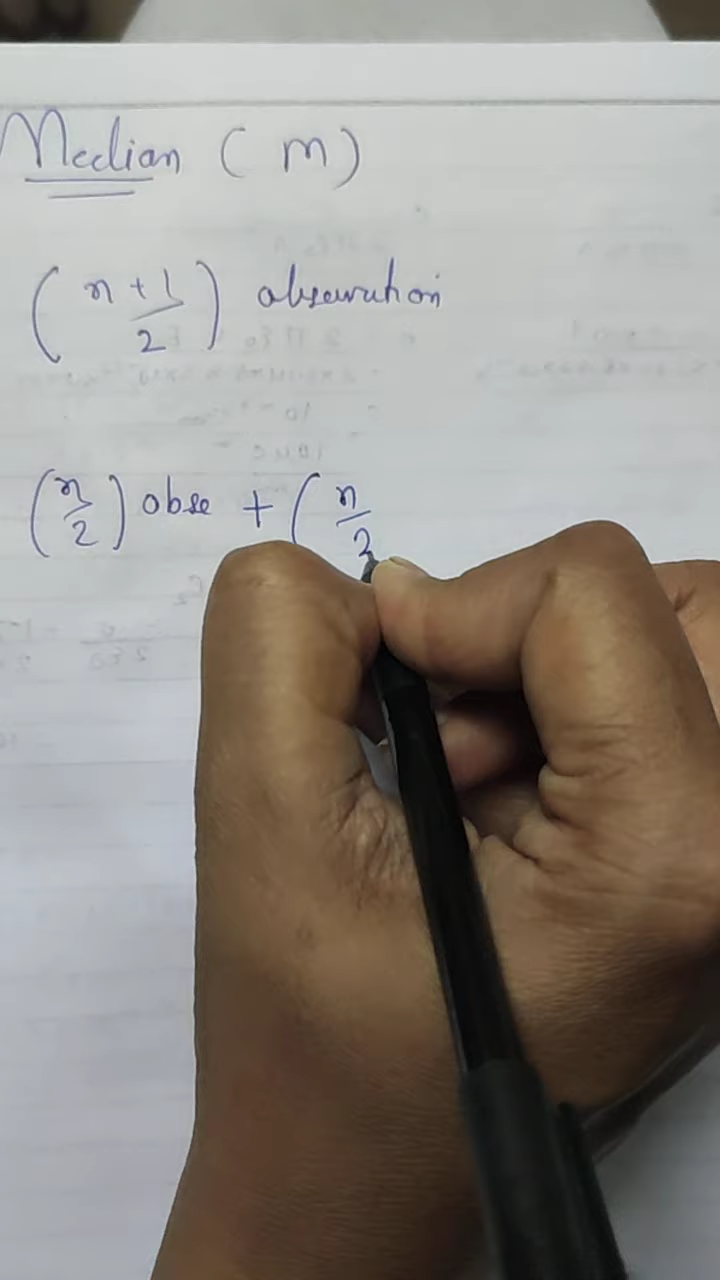 Median (m)
(n+1/2) observation
(n/2) obse + (n/2